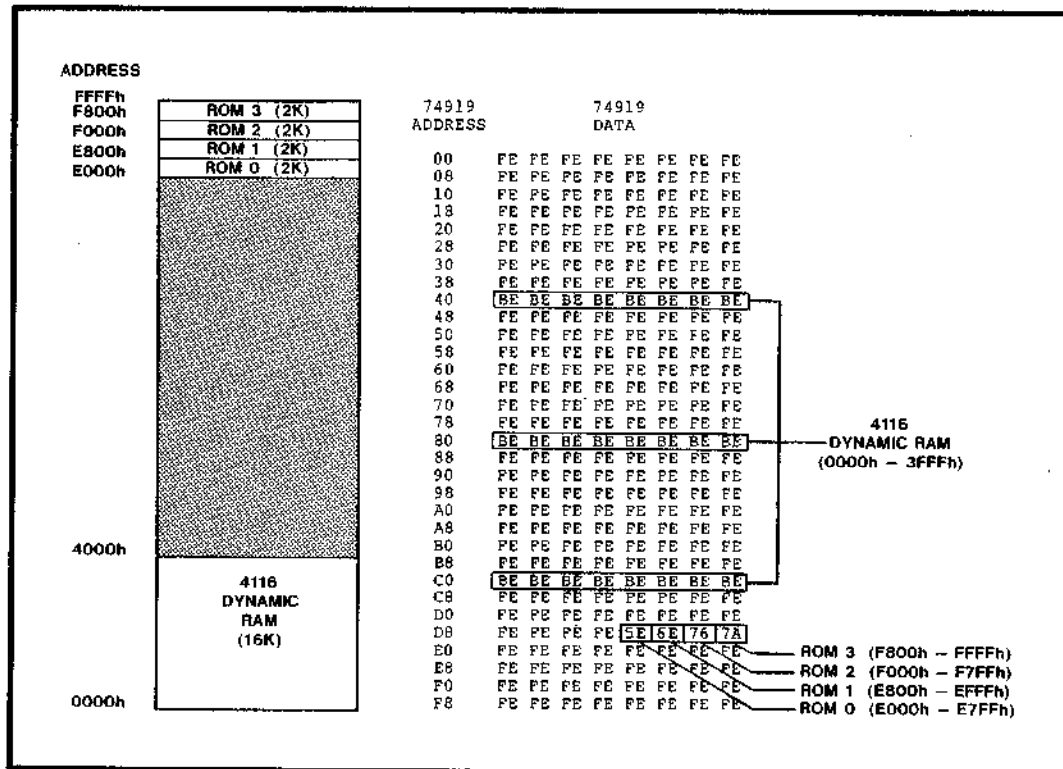 ADDRESS
FFFFh
F800h
F000h
E800h
E000h
4000h
0000h
ROM 3 (2K)
ROM 2 (2K)
ROM 1 (2K)
ROM 0 (2K)
4116
DYNAMIC
RAM
(16K)
74919 74919
ADDRESS DATA
00 FE FE FE FE FE FE FE FE
08 FE FE FE FE FE FE FE FE
10 FE FE FE FE FE FE FE FE
18 FE FE FE FE FE FE FE FE
20 FE FE FE FE FE FE FE FE
28 FE FE FE FE FE FE FE FE
30 FE FE FE FE FE FE FE FE
38 FE FE FE FE FE FE FE FE
40 BE BE BE BE BE BE BE BE
48 FE FE FE FE FE FE FE FE
50 FE FE FE FE FE FE FE FE
58 FE FE FE FE FE FE FE FE
60 FE FE FE FE FE FE FE FE
68 FE FE FE FE FE FE FE FE
70 FE FE FE FE FE FE FE FE
78 FE FE FE FE FE FE FE FE
80 BE BE BE BE BE BE BE BE
88 FE FE FE FE FE FE FE FE
90 FE FE FE FE FE FE FE FE
98 FE FE FE FE FE FE FE FE
A0 FE FE FE FE FE FE FE FE
A8 FE FE FE FE FE FE FE FE
B0 FE FE FE FE FE FE FE FE
B8 FE FE FE FE FE FE FE FE
C0 BE BE BE BE BE BE BE BE
C8 FE FE FE FE FE FE FE FE
D0 FE FE FE FE FE FE FE FE
D8 FE FE FE FE 5E 6E 76 7A
E0 FE FE FE FE FE FE FE FE
E8 FE FE FE FE FE FE FE FE
F0 FE FE FE FE FE FE FE FE
F8 FE FE FE FE FE FE FE FE
4116
DYNAMIC RAM
(0000h – 3FFFh)
ROM 3 (F800h – FFFFh)
ROM 2 (F000h – F7FFh)
ROM 1 (E800h – EFFFh)
ROM 0 (E000h – E7FFh)